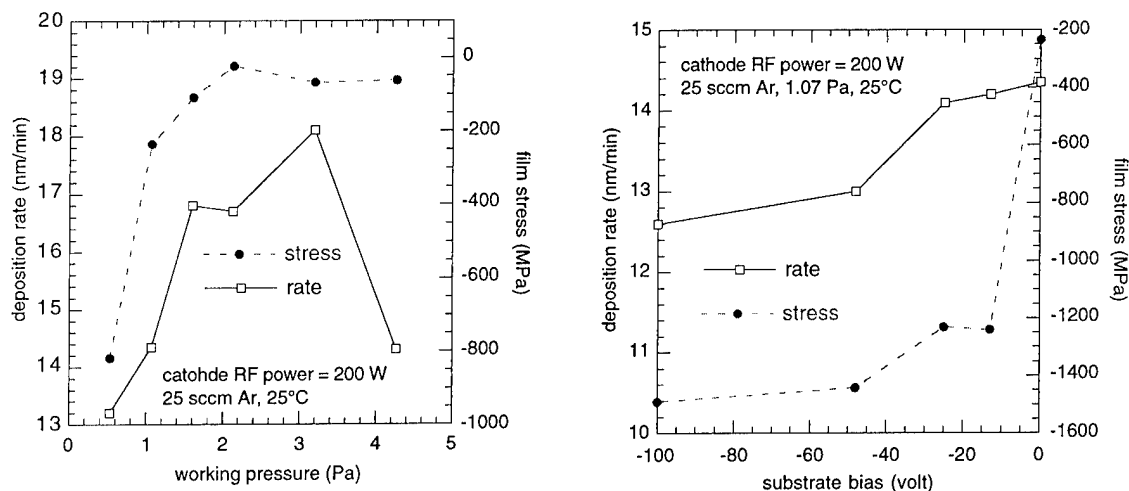 20
19
18
17
16
15
14
13
deposition rate (nm/min)
0
-200
-400
-600
-800
-1000
film stress (MPa)
stress
rate
catohde RF power = 200 W
25 sccm Ar, 25°C
0 1 2 3 4 5
working pressure (Pa)
15
14
13
12
11
10
deposition rate (nm/min)
-200
-400
-600
-800
-1000
-1200
-1400
-1600
film stress (MPa)
cathode RF power = 200 W
25 sccm Ar, 1.07 Pa, 25°C
rate
stress
-100 -80 -60 -40 -20 0
substrate bias (volt)